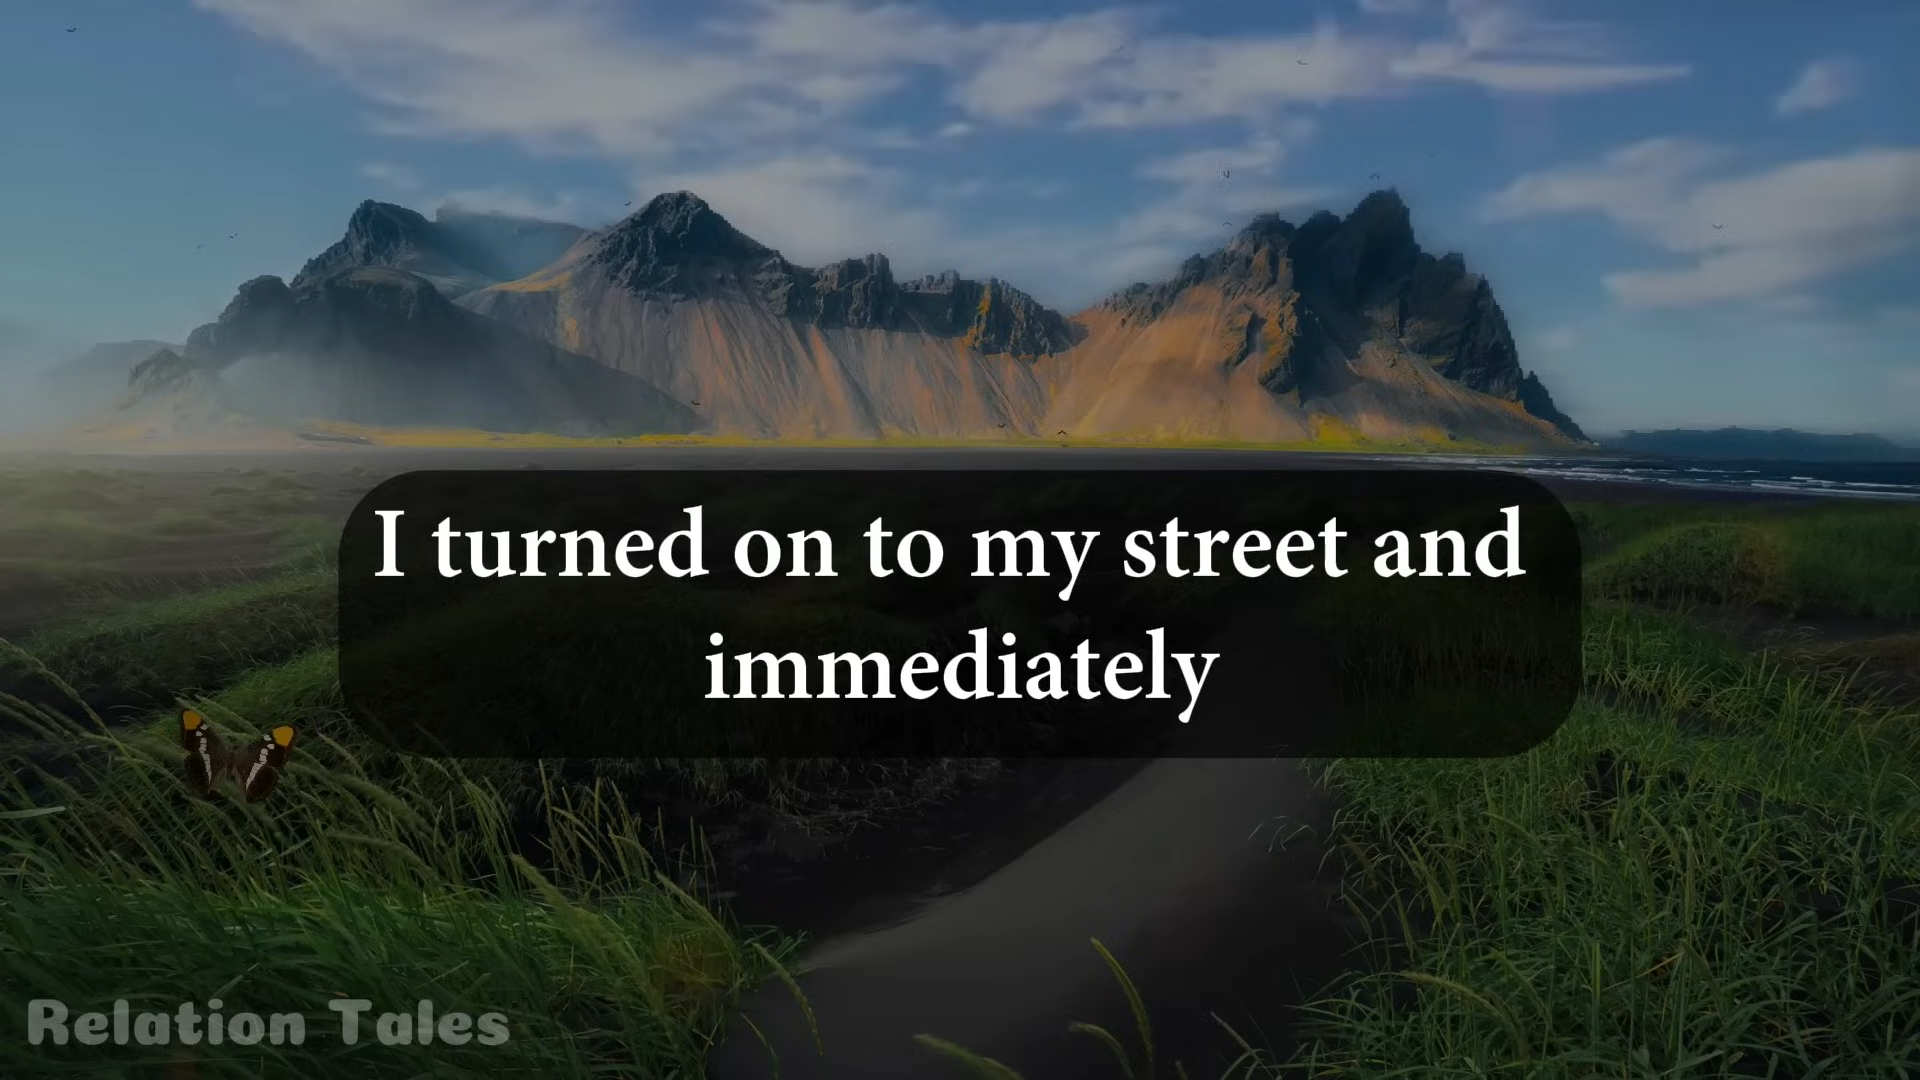 I turned on to my street and
immediately
Relation Tales